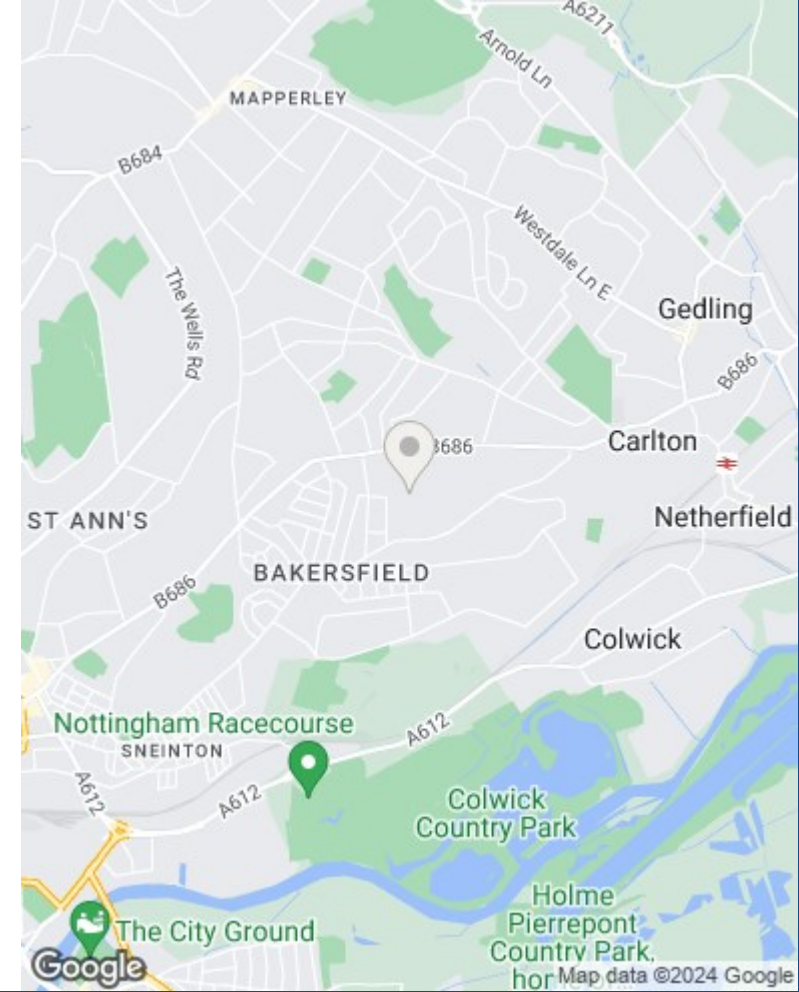 A6211
Arnold Ln
MAPPERLEY
B684
Westdale Ln E
The Wells Rd
Gedling
B686
B686
Carlton
ST ANN'S
Netherfield
BAKERSFIELD
B686
Colwick
Nottingham Racecourse
SNEINTON
A612
A612
A612
Colwick
Country Park
Holme
Pierrepont
Country Park,
The City Ground
Google
Map data ©2024 Google